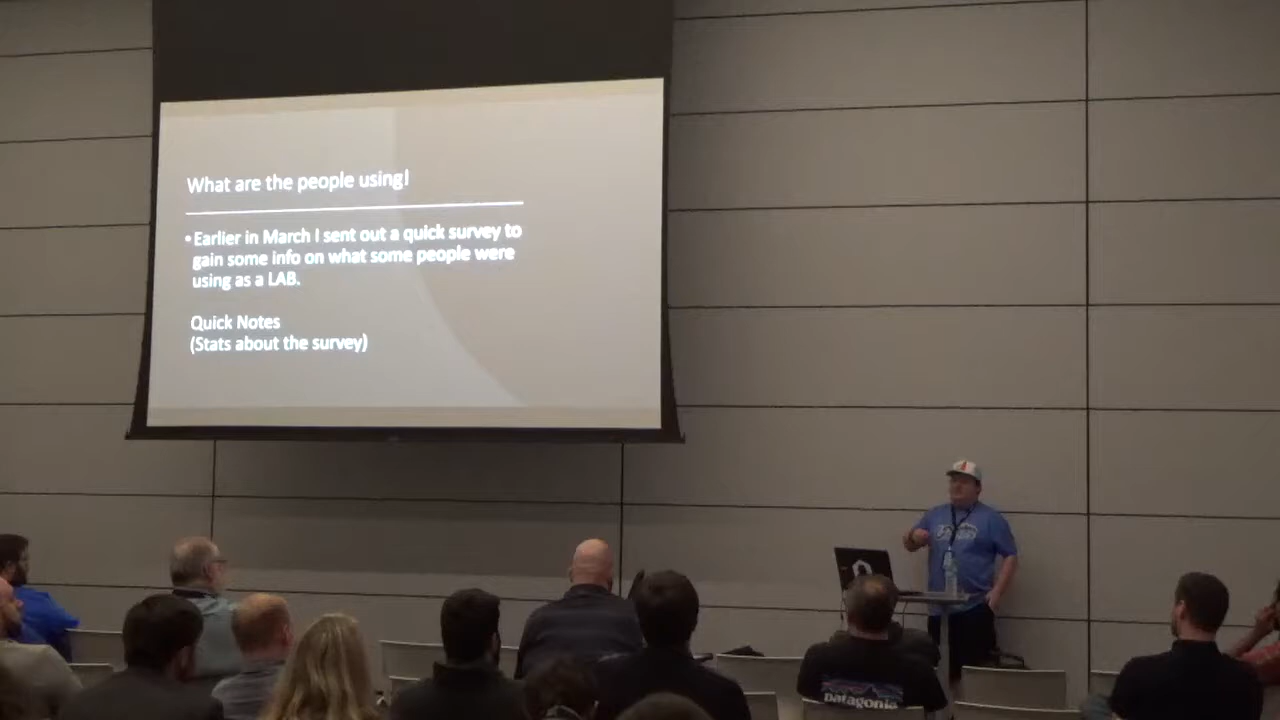 What are the people using!
• Earlier in March I sent out a quick survey to
gain some info on what some people were
using as a LAB.
Quick Notes
(Stats about the survey)
patagonia